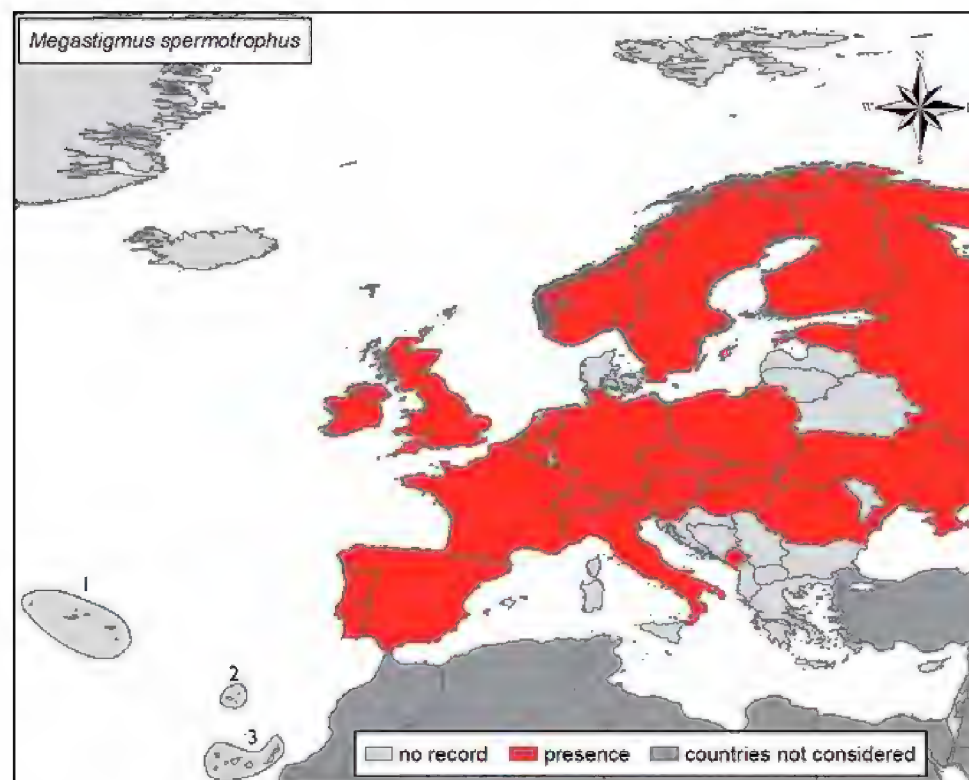 Megastigmus spermotrophus
N
W
S
1
2
3
no record presence countries not considered